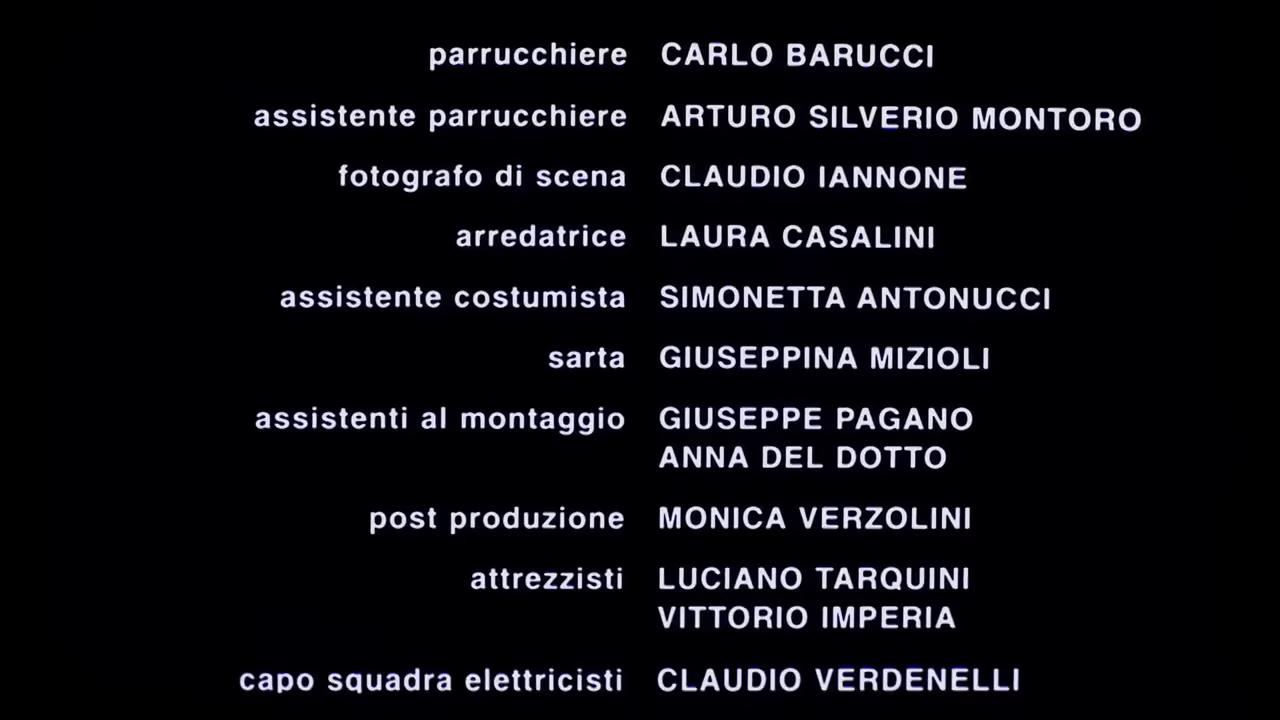 parrucchiere CARLO BARUCCI
assistente parrucchiere ARTURO SILVERIO MONTORO
fotografo di scena CLAUDIO IANNONE
arredatrice LAURA CASALINI
assistente costumista SIMONETTA ANTONUCCI
sarta GIUSEPPINA MIZIOLI
assistenti al montaggio GIUSEPPE PAGANO
ANNA DEL DOTTO
post produzione MONICA VERZOLINI
attrezzisti LUCIANO TARQUINI
VITTORIO IMPERIA
capo squadra elettricisti CLAUDIO VERDENELLI